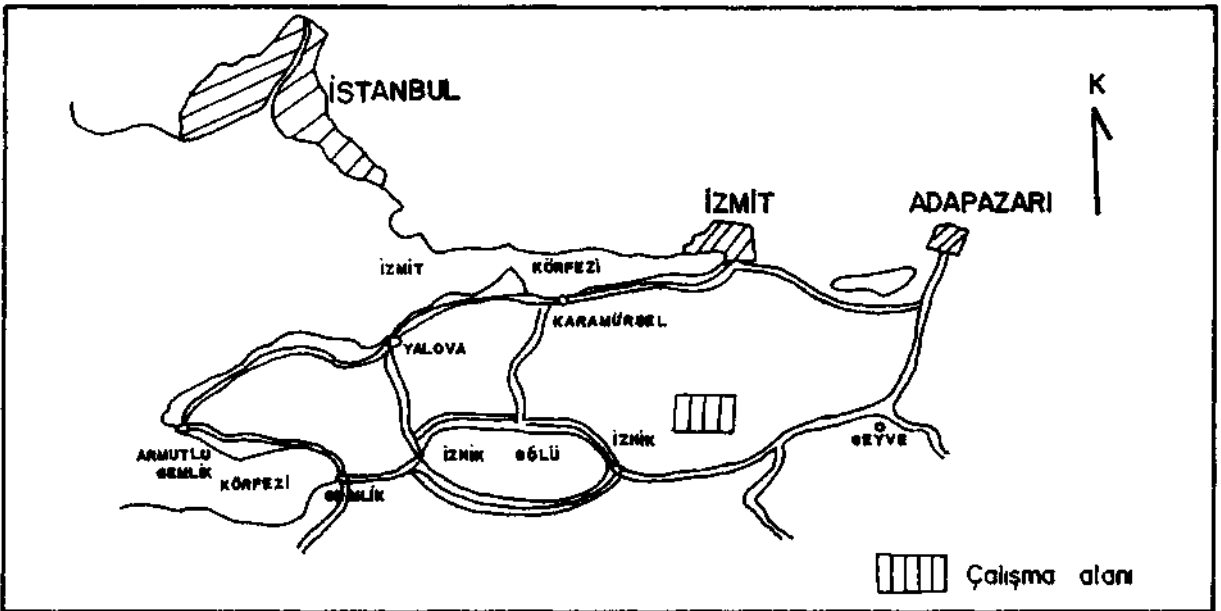 İSTANBUL
K
İZMİT
ADAPAZARI
İZMİT KÖRFEZİ
KARAMÜRSEL
YALOVA
İZNİK
ARMUTLU
İZNİK GÖLÜ
GEYVE
GEMLİK
KÖRFEZİ
GEMLİK
Çalışma alanı